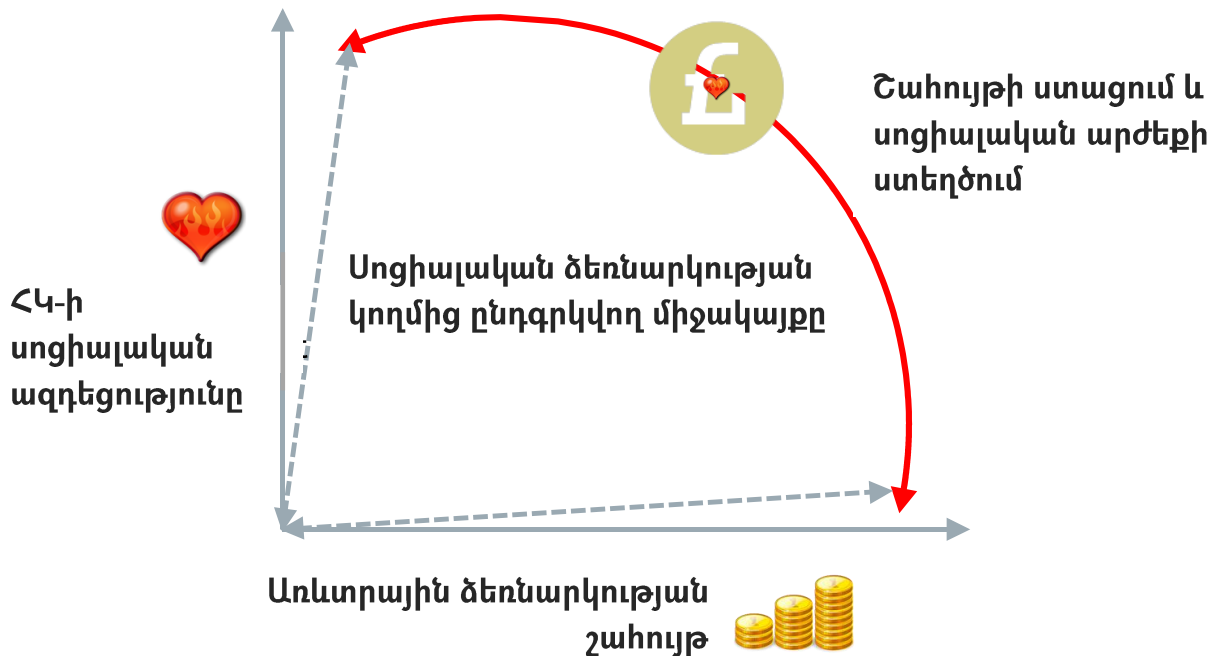 Շահույթի ստացում և
սոցիալական արժեքի
ստեղծում
Սոցիալական ձեռնարկության
կողմից ընդգրկվող միջակայքը
ՀԿ-ի
սոցիալական
ազդեցությունը
Առևտրային ձեռնարկության
շահույթ
£